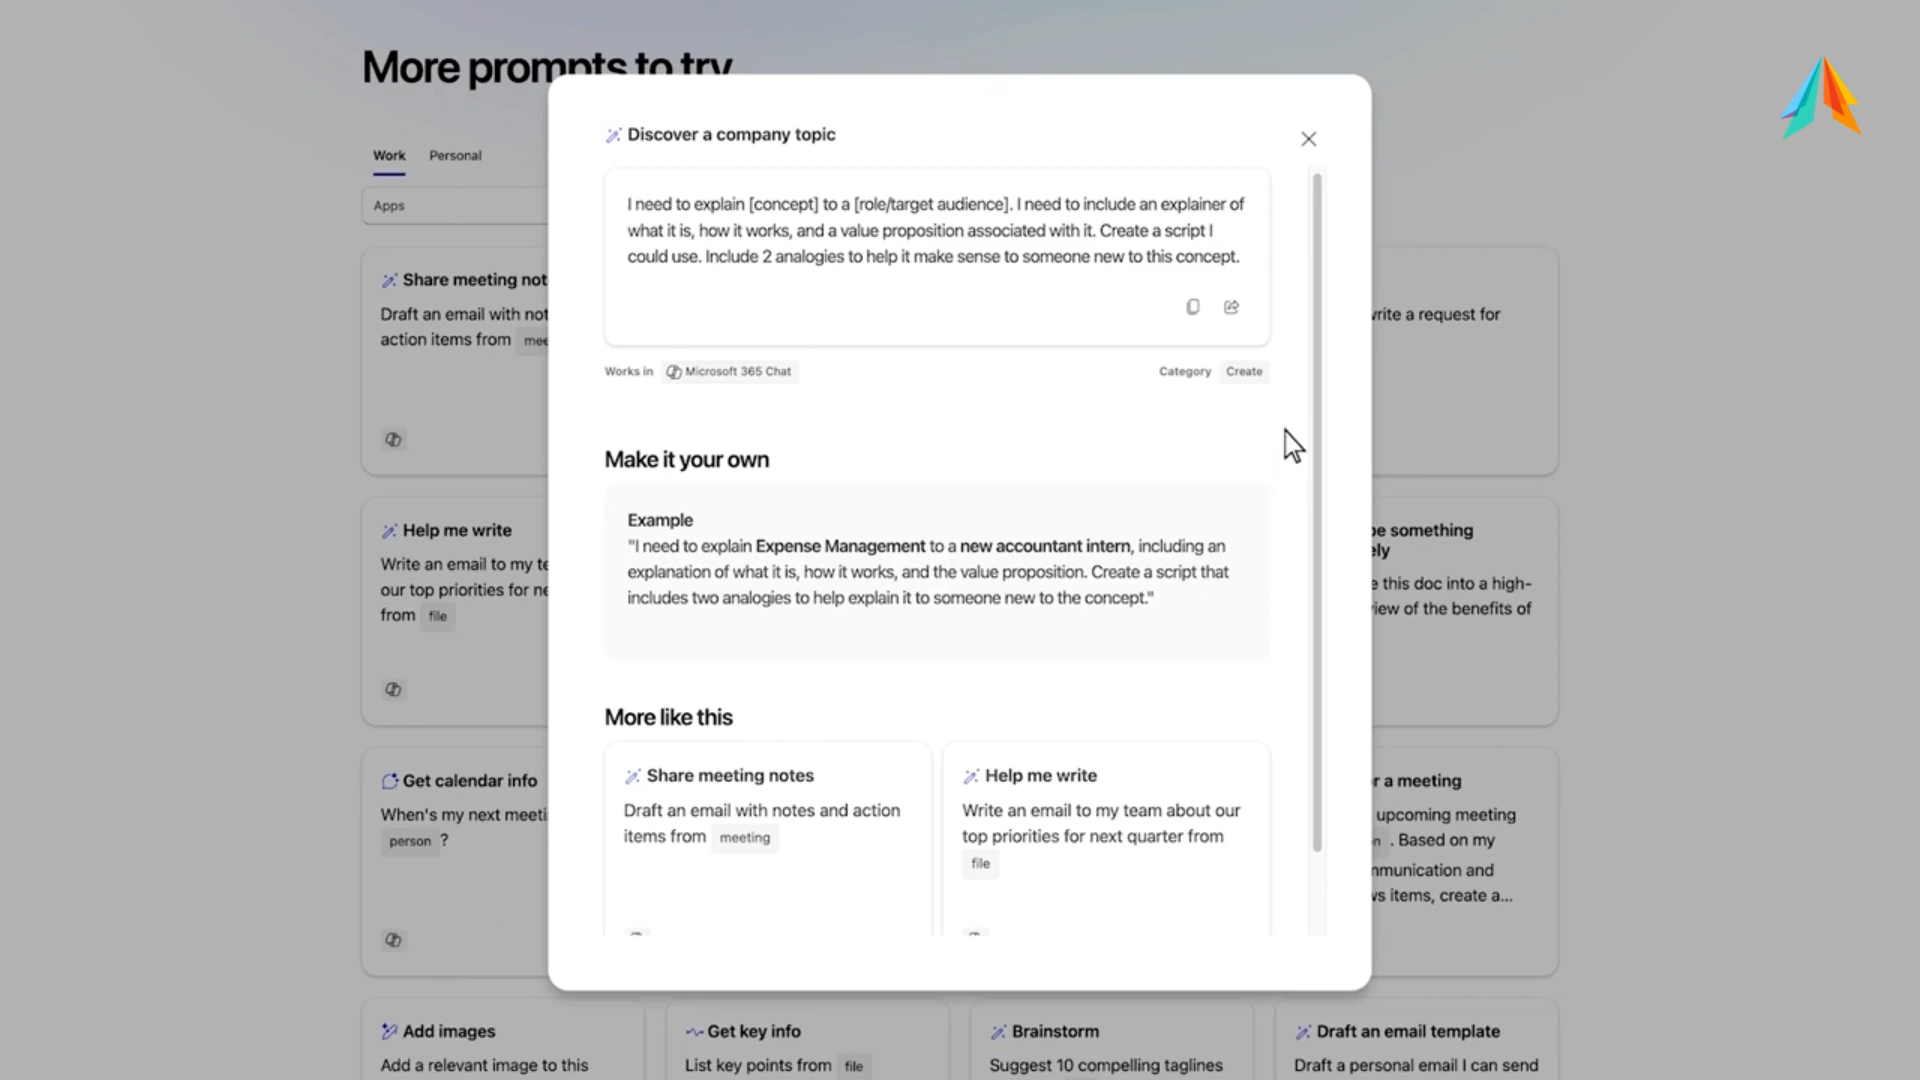 More prompts to try
Work
Personal
Apps
Share meeting
Draft an email with
action items from
Help me write
Write an email to my
our top priorities for
from file
Get calendar info
When's my next
person ?
Discover a company topic
I need to explain [concept] to a [role/target audience]. I need to include an explainer of
what it is, how it works, and a value proposition associated with it. Create a script I
could use. Include 2 analogies to help it make sense to someone new to this concept.
Works in Microsoft 365 Chat
Category Create
Make it your own
Example
"I need to explain Expense Management to a new accountant intern, including an
explanation of what it is, how it works, and the value proposition. Create a script that
includes two analogies to help explain it to someone new to the concept."
More like this
Share meeting notes
Draft an email with notes and action
items from meeting
Help me write
Write an email to my team about our
top priorities for next quarter from
file
a request for
something
this doc into a high-
of the benefits of
a meeting
upcoming meeting
. Based on my
and
items, create a...
Add images
Add a relevant image to this
Get key info
List key points from file
Brainstorm
Suggest 10 compelling taglines
Draft an email template
Draft a personal email I can send